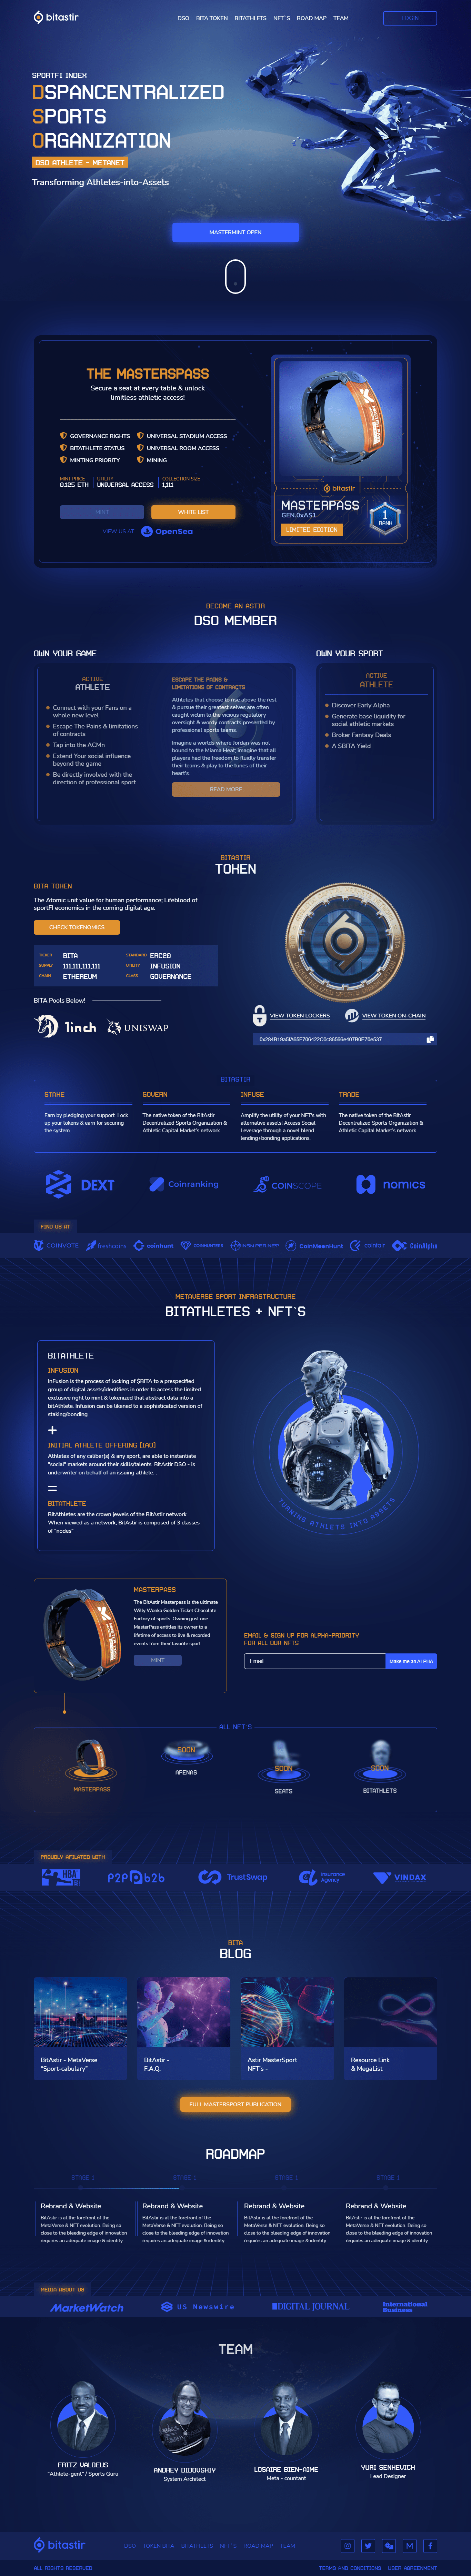 bitastir
DSO BITA TOKEN BITATHLETS NFT`S ROAD MAP TEAM
LOGIN
SPORTFI INDEX
DSPANCENTRALIZED
SPORTS
ORGANIZATION
DSO ATHLETE - METANET
Transforming Athletes-into-Assets
MASTERMINT OPEN
THE MASTERSPASS
Secure a seat at every table & unlock
limitless athletic access!
GOVERNANCE RIGHTS UNIVERSAL STADIUM ACCESS
BITATHLETE STATUS UNIVERSAL ROOM ACCESS
MINTING PRIORITY MINING
MINT PRICE UTILITY COLLECTION SIZE
0.125 ETH UNIVERSAL ACCESS 1,111
MINT WHITE LIST
VIEW US AT OpenSea
bitastir
MASTERPASS
GEN.0xAS1
LIMITED EDITION
1
RANK
BECOME AN ASTIR
DSO MEMBER
OWN YOUR GAME
ACTIVE
ATHLETE
Connect with your Fans on a
whole new level
Escape The Pains & limitations
of contracts
Tap into the ACMn
Extend Your social influence
beyond the game
Be directly involved with the
direction of professional sport
ESCAPE THE PAINS &
LIMITATIONS OF CONTRACTS
Athletes that choose to rise above the rest
& pursue their greatest selves are often
caught victim to the vicious regulatory
oversight & wordy contracts presented by
professional sports teams.
Imagine a world's where Jordan was not
bound to the Miama Heat; imagine that all
players had the freedom to fluidly transfer
their teams & play to the tunes of their
heart's.
READ MORE
OWN YOUR SPORT
ACTIVE
ATHLETE
Discover Early Alpha
Generate base liquidity for
social athletic markets
Broker Fantasy Deals
A $BITA Yield
BITASTIR
TOKEN
BITA TOKEN
The Atomic unit value for human performance; Lifeblood of
sportFI economics in the coming digital age,
CHECK TOKENOMICS
TICKER BITA STANDARD ERC20
SUPPLY 111,111,111,111 UTILITY INFUSION
CHAIN ETHEREUM CLASS GOVERNANCE
BITA Pools Below!
1inch UNISWAP
VIEW TOKEN LOCKERS VIEW TOKEN ON-CHAIN
BITASTIR
STAKE
Earn by pledging your support. Lock
up your tokens & earn for securing
the system
GOVERN
The native token of the BitAstir
Decentralized Sports Organization &
Athletic Capital Market's network
INFUSE
Amplify the utility of your NFT's with
alternative assets! Access Social
Leverage through a novel blend
lending+bonding applications.
TRADE
The native token of the BitAstir
Decentralized Sports Organization &
Athletic Capital Market's network
DEXT Coinranking COINSCOPE nomics
FIND US AT
COINVOTE freshcoins coinhunt COINHUNTERS CoinMoonHunt CoinAlpha
METAVERSE SPORT INFRASTRUCTURE
BITATHLETES + NFT`S
BITATHLETE
INFUSION
InFusion is the process of locking of $BITA to a prespecified
group of digital assets/identifiers in order to access the limited
exclusive right to mint & tokenized that abstract data into a
bitAthlete. Infusion can be likened to a sophisticated version of
staking/bonding.
+
INITIAL ATHLETE OFFERING (IAO)
Athletes of any caliber(s) & any sport, are able to instantiate
"social" markets around their skills/talents. BitAstir DSO - is
underwriter on behalf of an issuing athlete. .
=
BITATHLETE
BitAthletes are the crown jewels of the BitAstir network.
When viewed as a network, BitAstir is composed of 3 classes
of "nodes"
TURNING ATHLETS INTO ASSETS
MASTERPASS
The BitAstir Masterpass is the ultimate
Willy Wonka Golden Ticket Chocolate
Factory of sports. Owning just one
MasterPass entitles its owner to a
lifetime of access to live & recorded
events from their favorite sport.
MINT
EMAIL & SIGN UP FOR ALPHA-PRIORITY
FOR ALL OUR NFTS
Email Make me an ALPHA
ALL NFT`S
MASTERPASS
SOON
ARENAS
SOON
SEATS
SOON
BITATHLETS
PROUDLY AFILATED WITH
P2P b2b TrustSwap Insurance
Agency VINDAX
BITA
BLOG
BitAstir - MetaVerse
"Sport-cabulary"
BitAstir -
F.A.Q.
Astir MasterSport
NFT's -
Resource Link
& MegaList
FULL MASTERSPORT PUBLICATION
ROADMAP
STAGE 1 STAGE 1 STAGE 1 STAGE 1
Rebrand & Website
BitAstir is at the forefront of the
MetaVerse & NFT evolution. Being so
close to the bleeding edge of innovation
requires an adequate image & identity.
Rebrand & Website
BitAstir is at the forefront of the
MetaVerse & NFT evolution. Being so
close to the bleeding edge of innovation
requires an adequate image & identity.
Rebrand & Website
BitAstir is at the forefront of the
MetaVerse & NFT evolution. Being so
close to the bleeding edge of innovation
requires an adequate image & identity.
Rebrand & Website
BitAstir is at the forefront of the
MetaVerse & NFT evolution. Being so
close to the bleeding edge of innovation
requires an adequate image & identity.
MEDIA ABOUT US
MarketWatch US Newswire DIGITAL JOURNAL International
Business
TEAM
FRITZ VALDEUS
"Athlete-gent" / Sports Guru
ANDREY DIDOVSHIY
System Architect
LOSAIRE BIEN-AIME
Meta - countant
YURI SENKEVICH
Lead Designer
bitastir
DSO TOKEN BITA BITATHLETS NFT`S ROAD MAP TEAM
ALL RIGHTS RESERVED
TERMS AND CONDITIONS USER AGREENMENT